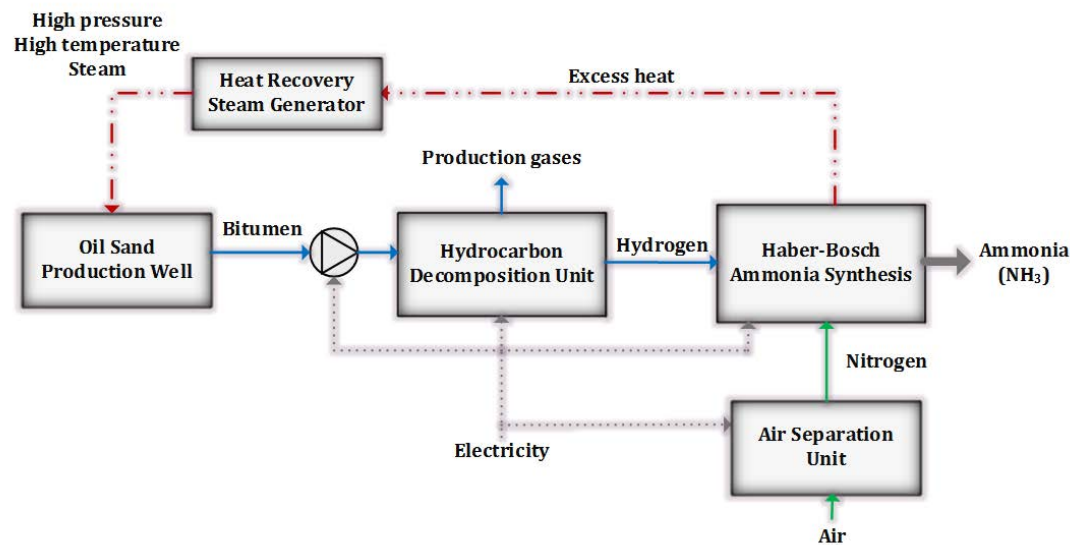 High pressure
High temperature
Steam
Heat Recovery
Steam Generator
Excess heat
Production gases
Oil Sand
Production Well
Bitumen
Hydrocarbon
Decomposition Unit
Hydrogen
Haber-Bosch
Ammonia Synthesis
Ammonia
(NH₃)
Nitrogen
Electricity
Air Separation
Unit
Air